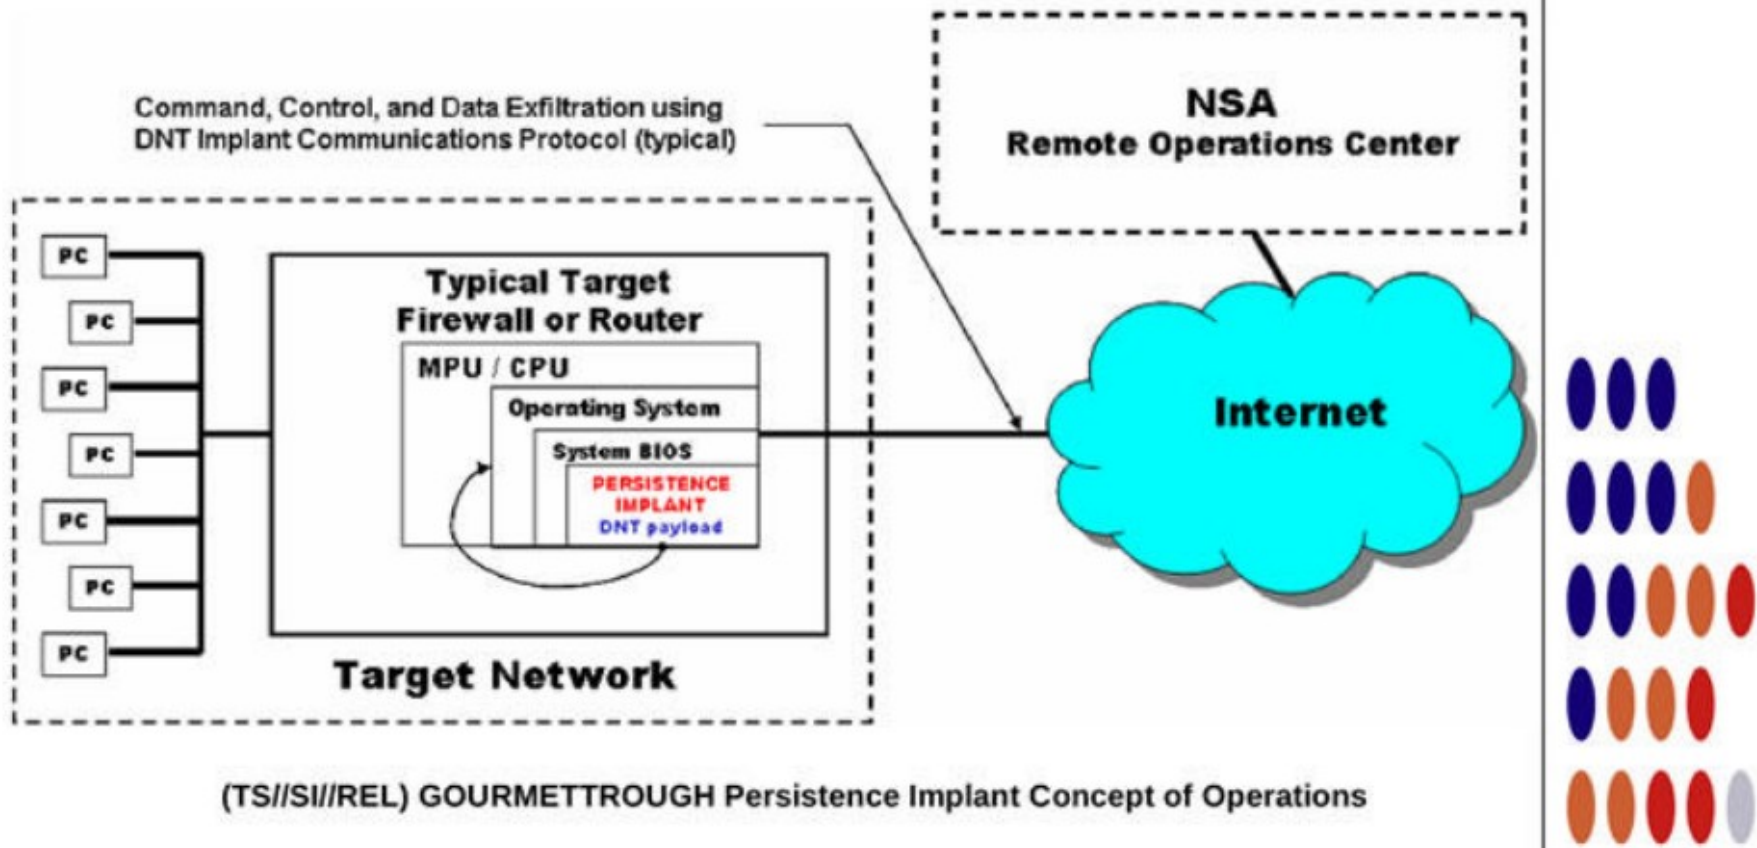 NSA
Remote Operations Center
Command, Control, and Data Exfiltration using
DNT Implant Communications Protocol (typical)
PC
PC
PC
PC
PC
PC
PC
Typical Target
Firewall or Router
MPU / CPU
Operating System
System BIOS
PERSISTENCE
IMPLANT
DNT payload
Internet
Target Network
(TS//SI//REL) GOURMETTROUGH Persistence Implant Concept of Operations